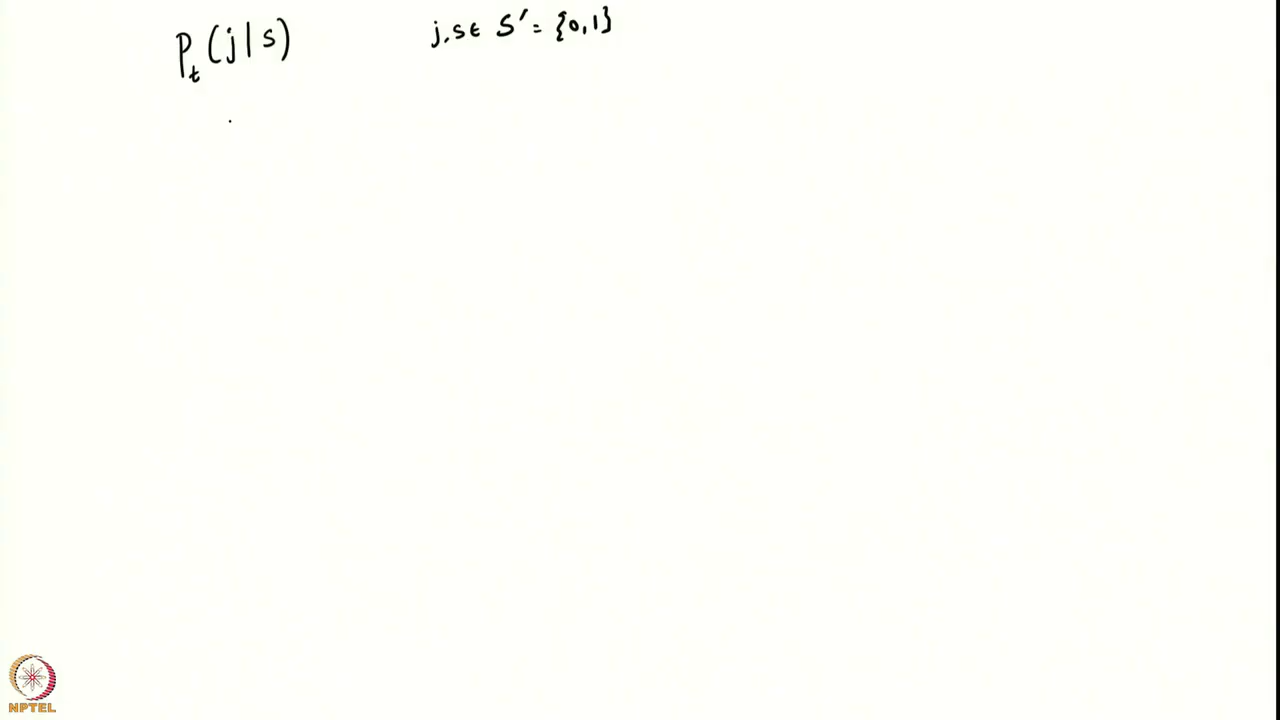 P_t (j | s)    j, s ∈ S' = {0, 1}
NPTEL